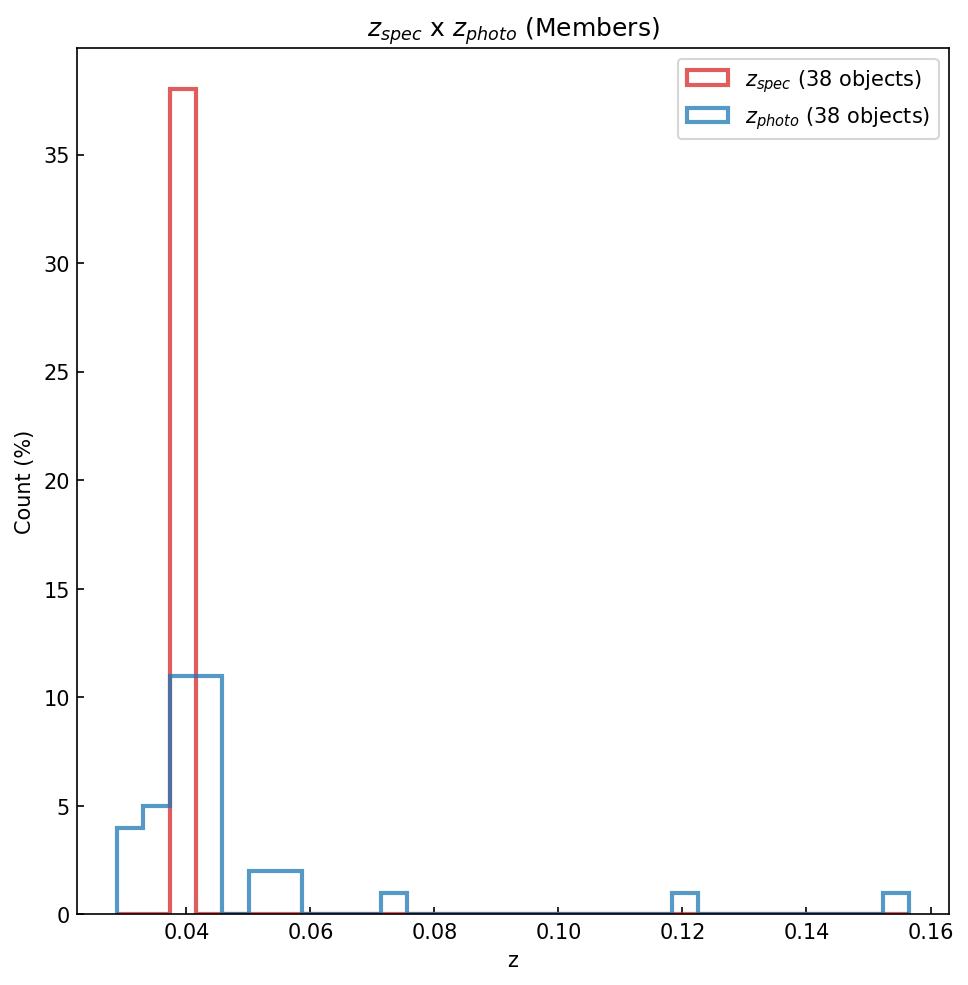 z_spec x z_photo (Members)
z_spec (38 objects)
z_photo (38 objects)
Count (%)
35
30
25
20
15
10
5
0
0.04 0.06 0.08 0.10 0.12 0.14 0.16
z